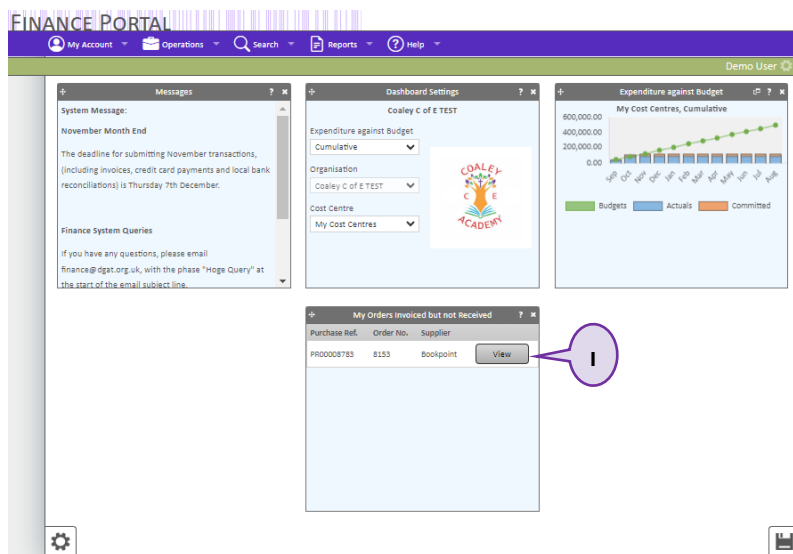 FINANCE PORTAL
My Account Operations Search Reports Help
Demo User
Messages ?
System Message:
November Month End
The deadline for submitting November transactions,
(including invoices, credit card payments and local bank
reconciliations) is Thursday 7th December.
Finance System Queries
If you have any questions, please email
finance@dgat.org.uk, with the phase "Hoge Query" at
the start of the email subject line.
Dashboard Settings ?
Coaley C of E TEST
Expenditure against Budget
Cumulative
Organisation
Coaley C of E TEST
Cost Centre
My Cost Centres
COALEY
C E
ACADEMY
Expenditure against Budget ?
My Cost Centres, Cumulative
600,000.00
400,000.00
200,000.00
0.00
Sep Oct Nov Dec Jan Feb Mar Apr May Jun Jul Aug
Budgets Actuals Committed
My Orders Invoiced but not Received ?
Purchase Ref. Order No. Supplier
PR00008783 8153 Bookpoint View
I